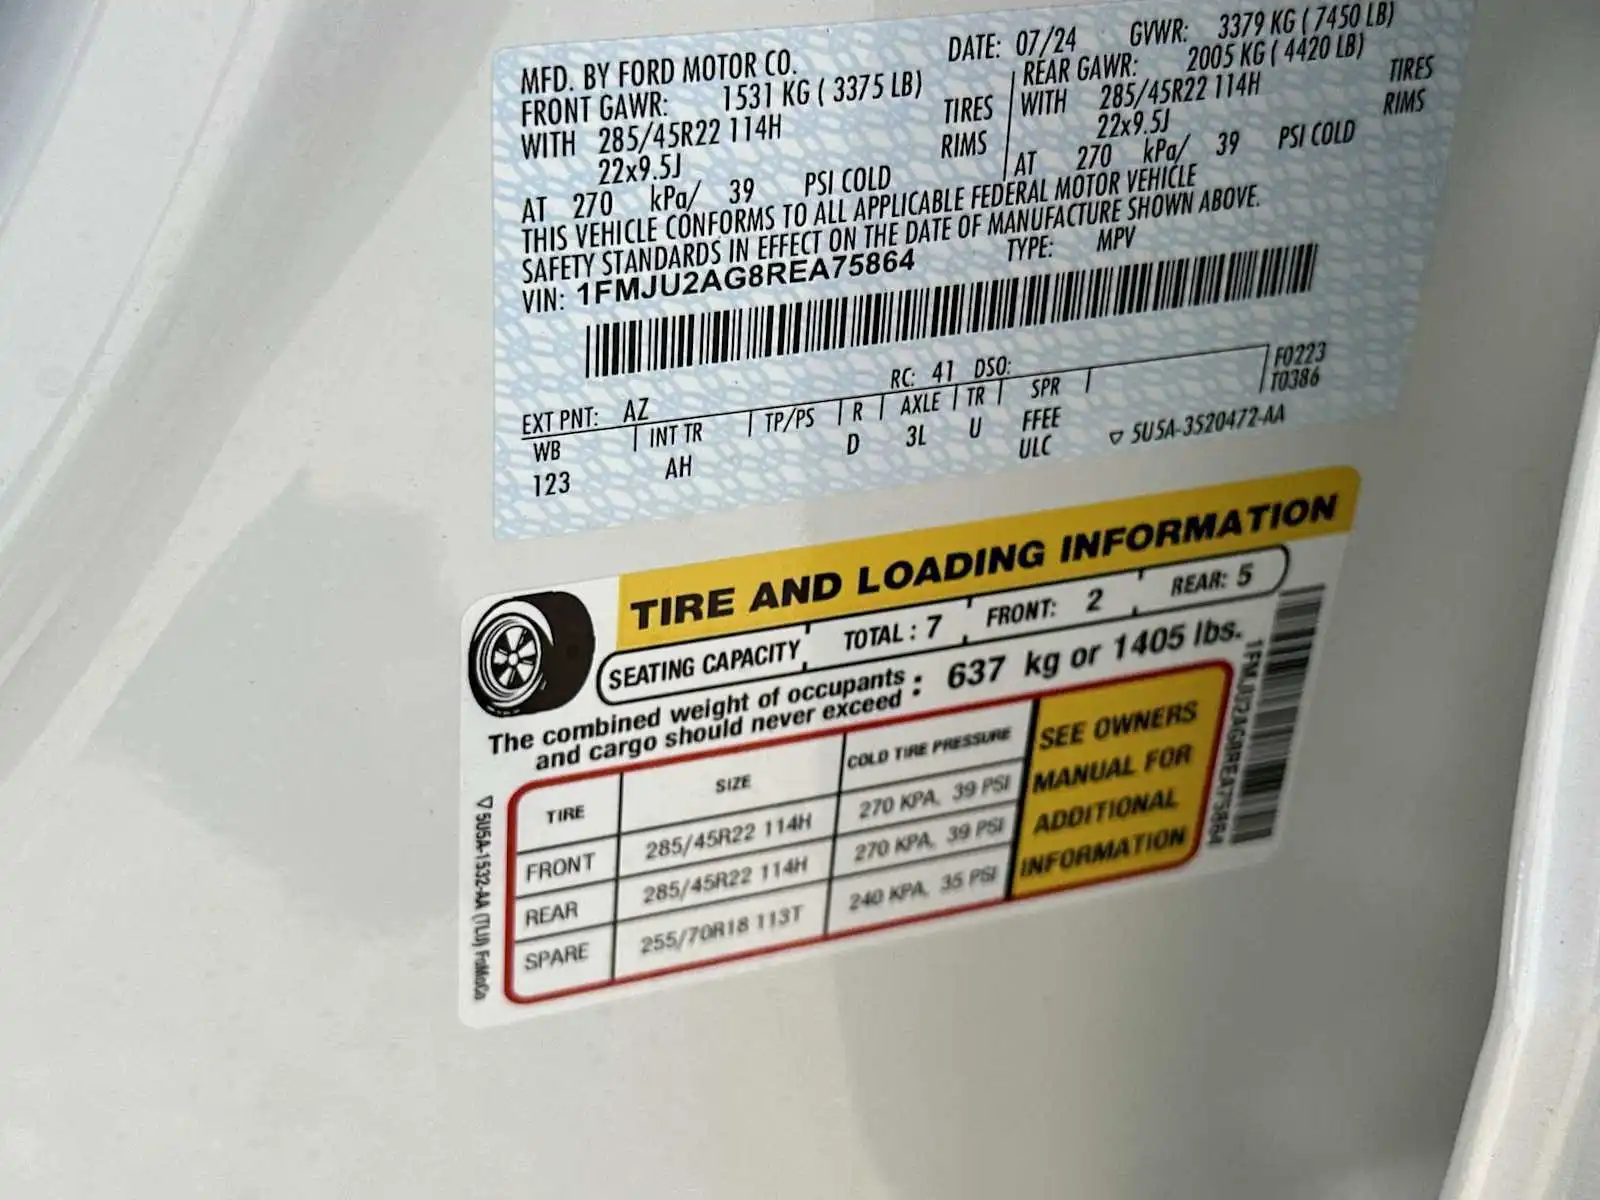 MFD. BY FORD MOTOR CO.
DATE: 07/24
GVWR: 3379 KG ( 7450 LB)
FRONT GAWR: 1531 KG ( 3375 LB)
WITH 285/45R22 114H TIRES
22x9.5J RIMS
AT 270 kPa/ 39 PSI COLD
REAR GAWR: 2005 KG ( 4420 LB)
WITH 285/45R22 114H TIRES
22x9.5J RIMS
AT 270 kPa/ 39 PSI COLD
THIS VEHICLE CONFORMS TO ALL APPLICABLE FEDERAL MOTOR VEHICLE
SAFETY STANDARDS IN EFFECT ON THE DATE OF MANUFACTURE SHOWN ABOVE.
VIN: 1FMJU2AG8REA75864
TYPE: MPV
EXT PNT: AZ
RC: 41 DSO:
F0223
T0386
WB INT TR TP/PS R AXLE TR SPR
123 AH D 3L U FFEE
ULC
5U5A-3520472-AA
TIRE AND LOADING INFORMATION
SEATING CAPACITY TOTAL : 7 FRONT: 2 REAR: 5
The combined weight of occupants
and cargo should never exceed : 637 kg or 1405 lbs.
TIRE SIZE COLD TIRE PRESSURE
FRONT 285/45R22 114H 270 KPA, 39 PSI
REAR 285/45R22 114H 270 KPA, 39 PSI
SPARE 255/70R18 113T 240 KPA, 35 PSI
SEE OWNERS
MANUAL FOR
ADDITIONAL
INFORMATION
1FMJU2AG8REA75864
5U5A-1532-AA (TLU) FoMoCo